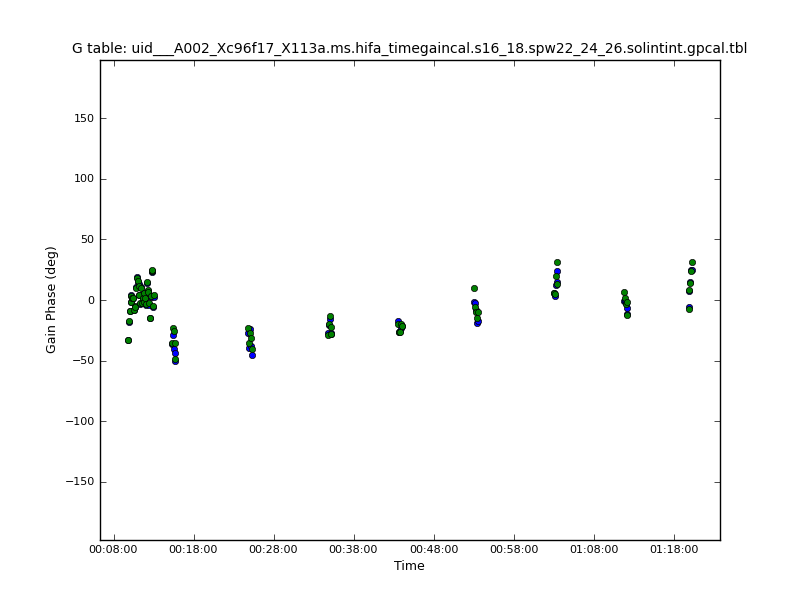 G table: uid___A002_Xc96f17_X113a.ms.hifa_timegaincal.s16_18.spw22_24_26.solintint.gpcal.tbl
Gain Phase (deg)
150
100
50
0
−50
−100
−150
00:08:00 00:18:00 00:28:00 00:38:00 00:48:00 00:58:00 01:08:00 01:18:00
Time